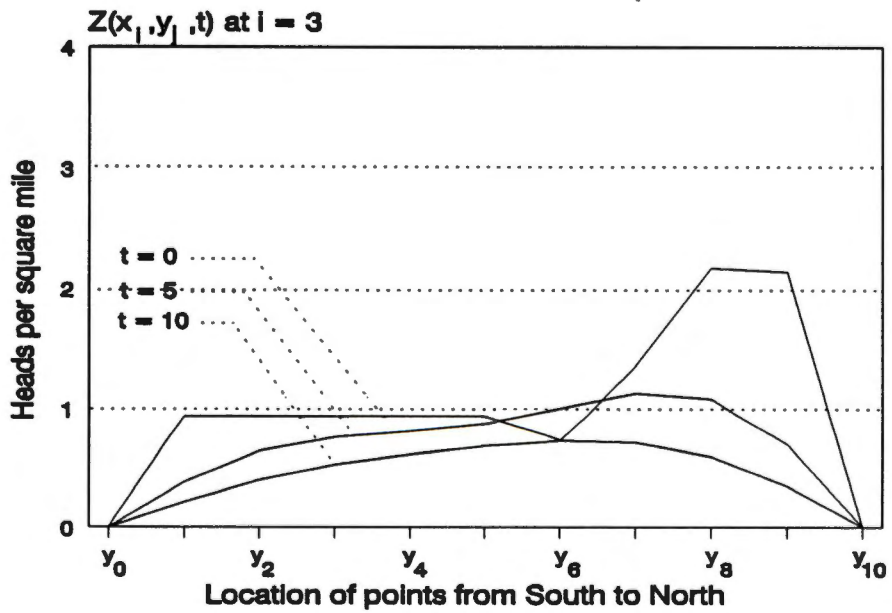 Z(x_i ,y_j ,t) at i = 3
4
3
2
1
0
Heads per square mile
t = 0
t = 5
t = 10
y_0 y_2 y_4 y_6 y_8 y_10
Location of points from South to North